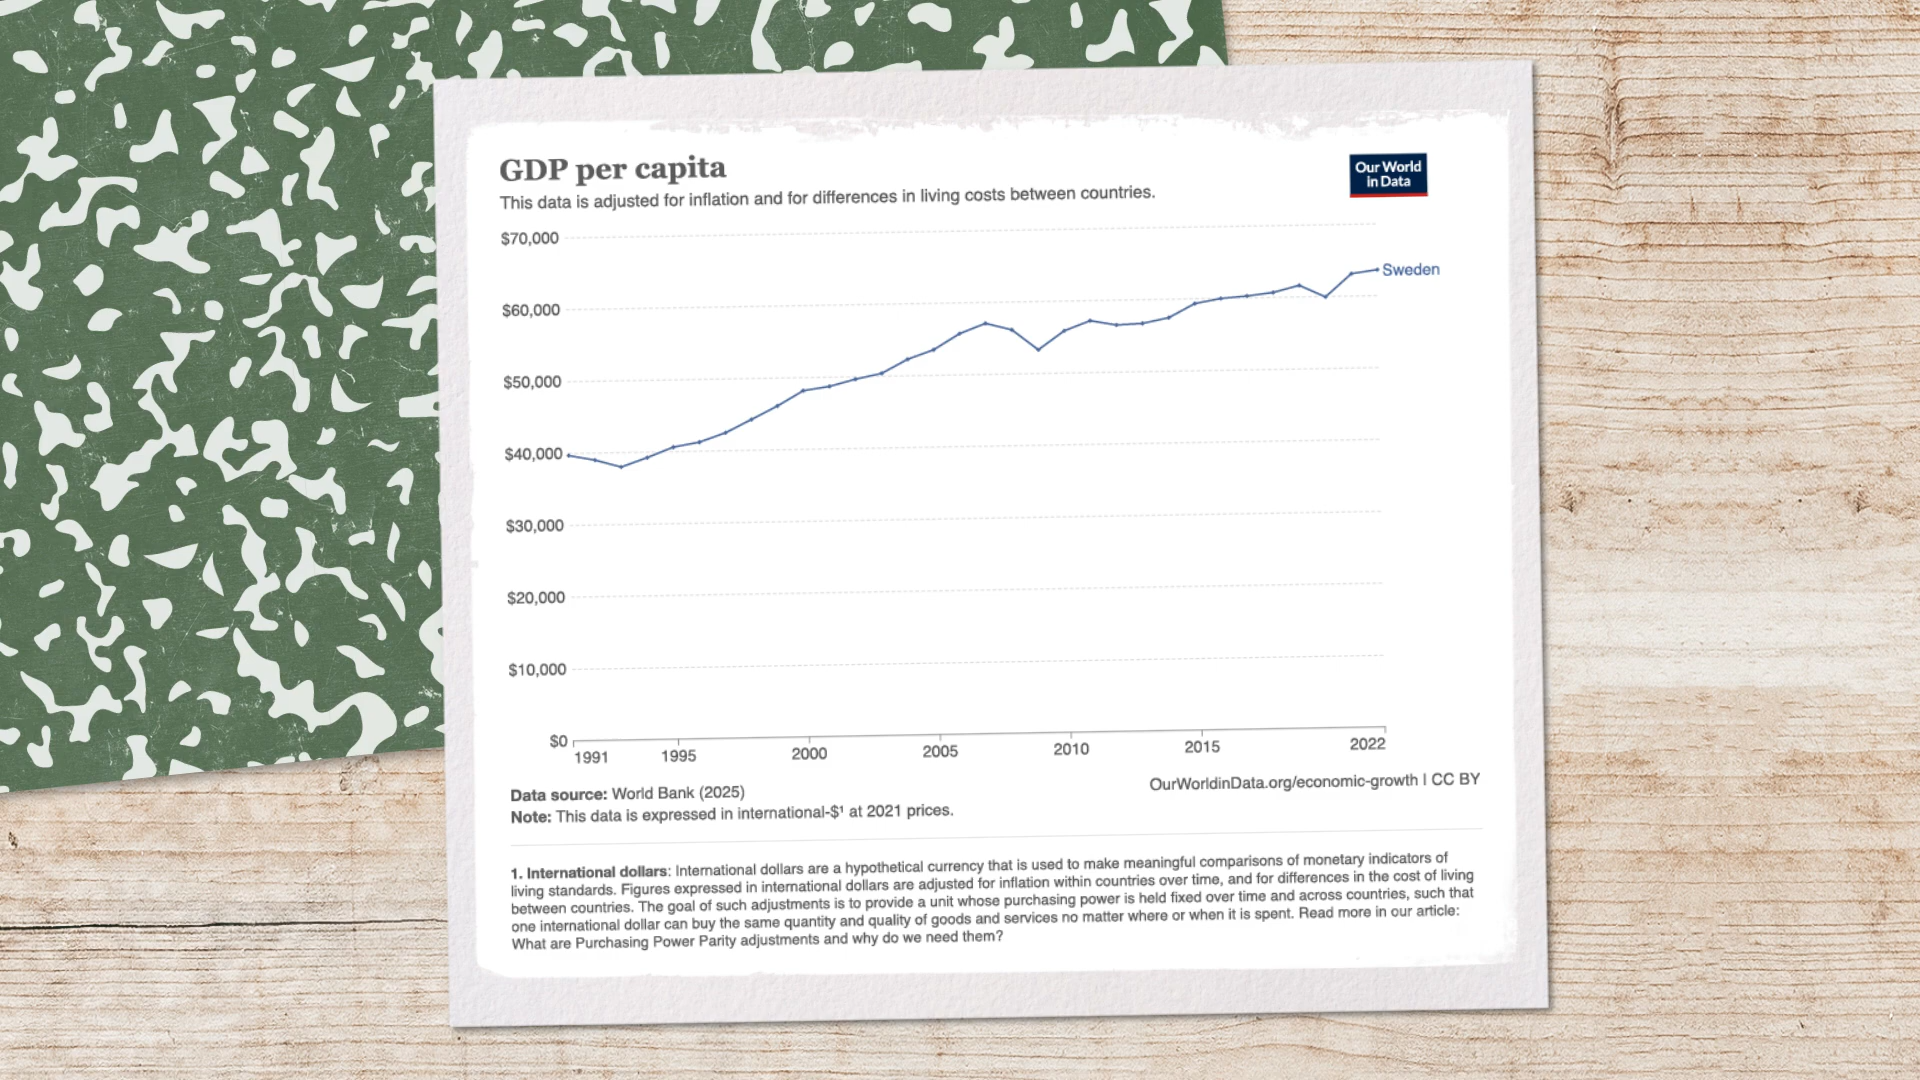 GDP per capita
This data is adjusted for inflation and for differences in living costs between countries.
Our World
in Data
$70,000
$60,000
$50,000
$40,000
$30,000
$20,000
$10,000
$0
Sweden
1991
1995
2000
2005
2010
2015
2022
Data source: World Bank (2025)
OurWorldinData.org/economic-growth | CC BY
Note: This data is expressed in international-$¹ at 2021 prices.
1. International dollars: International dollars are a hypothetical currency that is used to make meaningful comparisons of monetary indicators of
living standards. Figures expressed in international dollars are adjusted for inflation within countries over time, and for differences in the cost of living
between countries. The goal of such adjustments is to provide a unit whose purchasing power is held fixed over time and across countries, such that
one international dollar can buy the same quantity and quality of goods and services no matter where or when it is spent. Read more in our article:
What are Purchasing Power Parity adjustments and why do we need them?